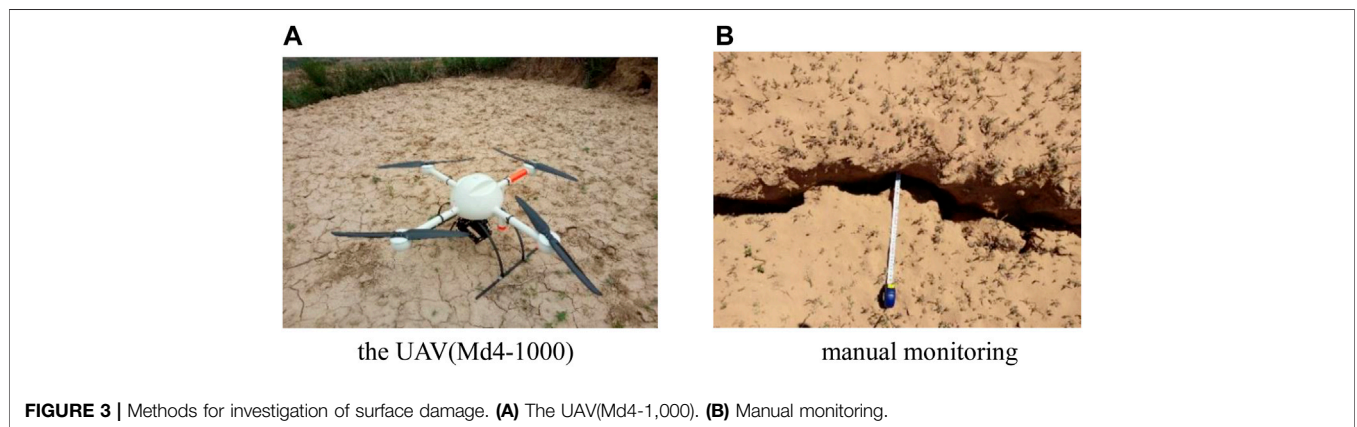 A
B
the UAV(Md4-1000)
manual monitoring
FIGURE 3 | Methods for investigation of surface damage. (A) The UAV(Md4-1,000). (B) Manual monitoring.